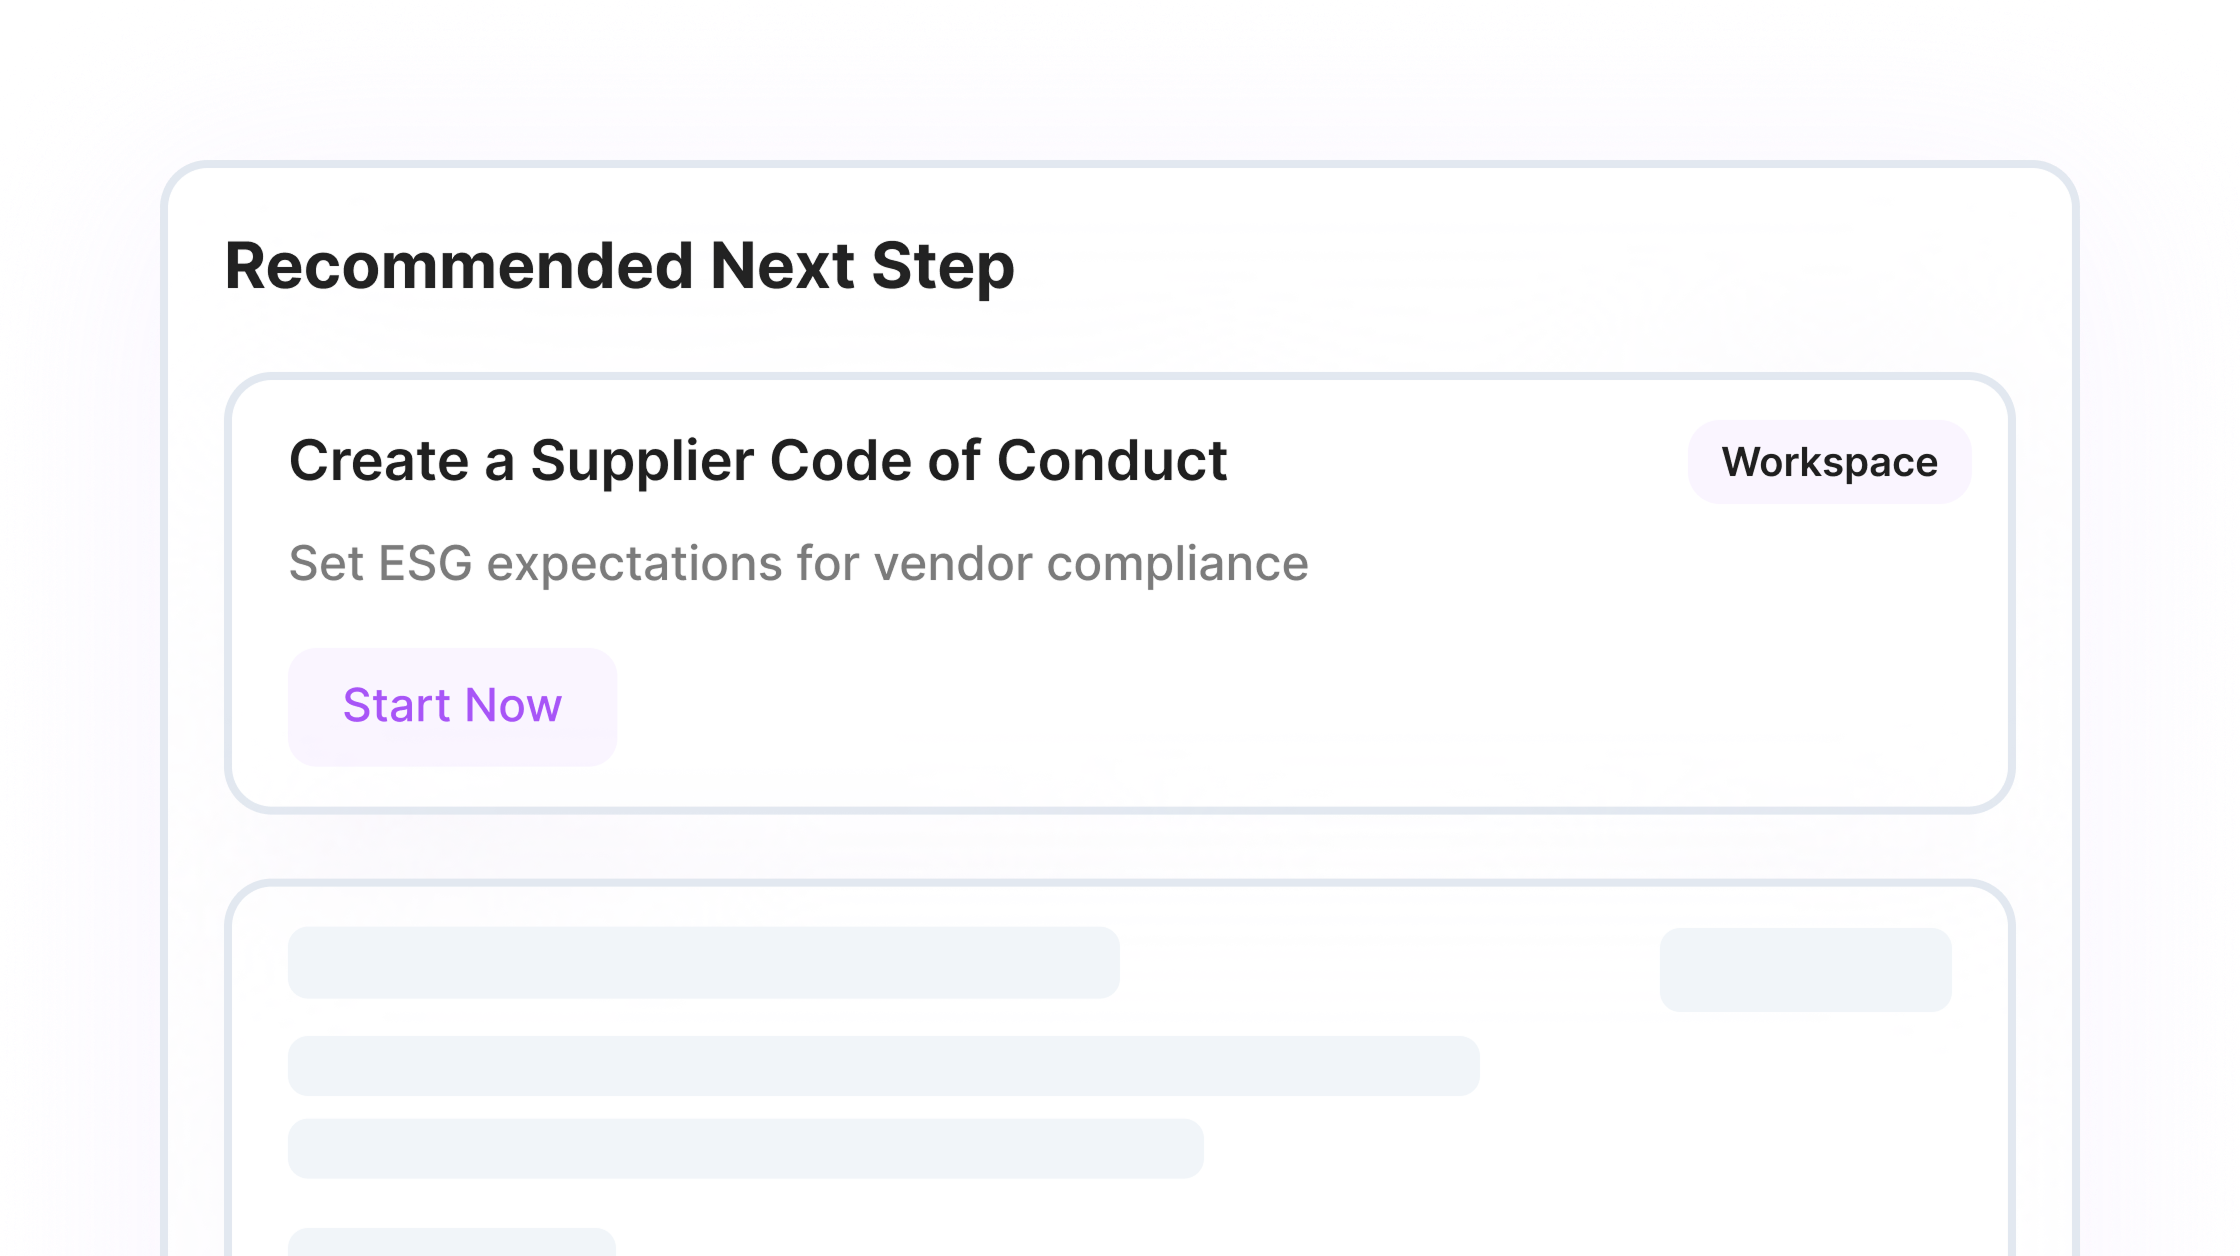 Recommended Next Step
Create a Supplier Code of Conduct
Workspace
Set ESG expectations for vendor compliance
Start Now